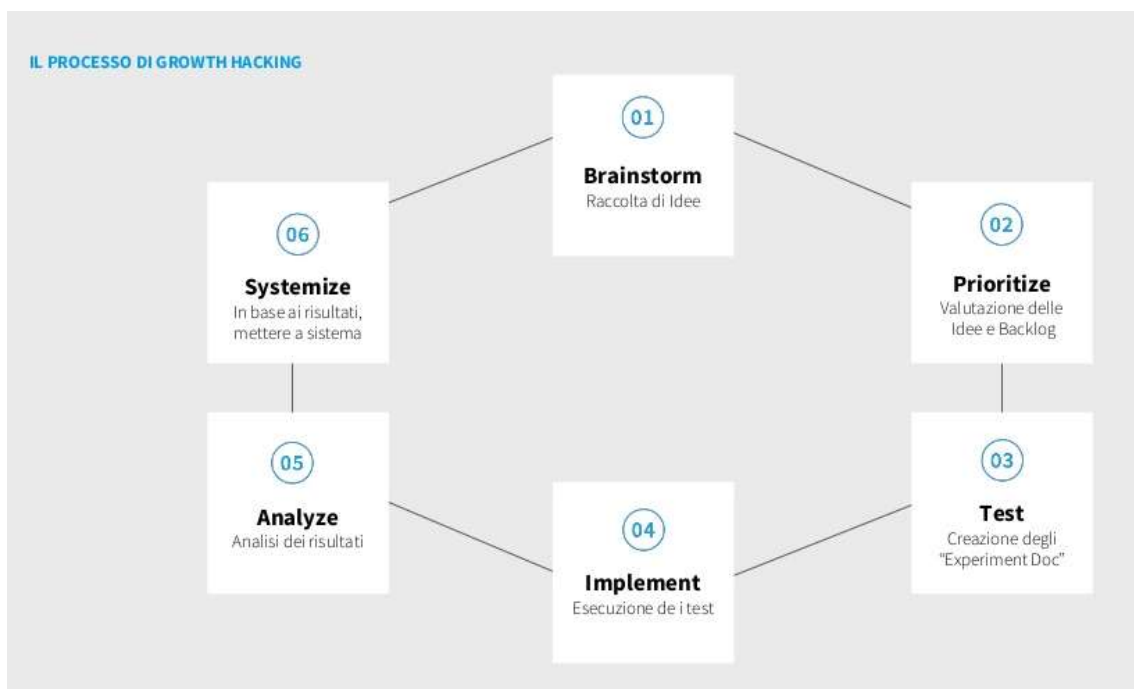 IL PROCESSO DI GROWTH HACKING
01
Brainstorm
Raccolta di Idee
02
Prioritize
Valutazione delle
Idee e Backlog
03
Test
Creazione degli
"Experiment Doc"
04
Implement
Esecuzione de i test
05
Analyze
Analisi dei risultati
06
Systemize
In base ai risultati,
mettere a sistema